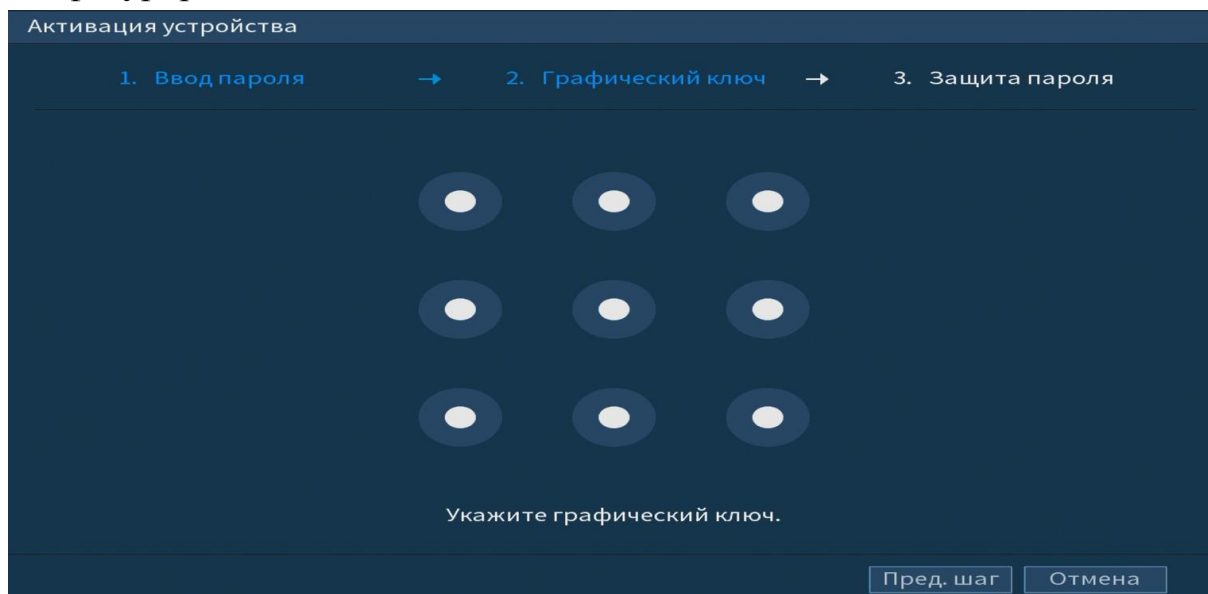 Активация устройства
1. Ввод пароля → 2. Графический ключ → 3. Защита пароля
Укажите графический ключ.
Пред. шаг Отмена